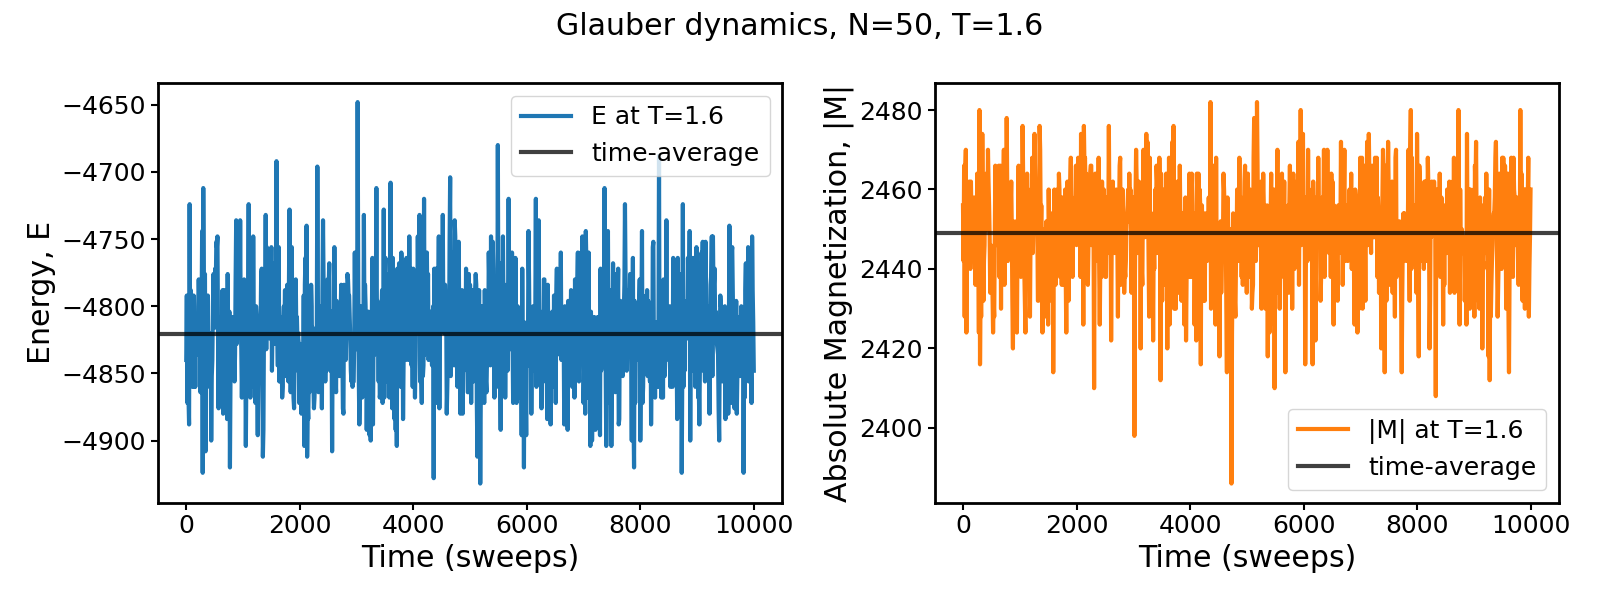 Glauber dynamics, N=50, T=1.6
Energy, E
−4650
−4700
−4750
−4800
−4850
−4900
E at T=1.6
time-average
0
2000
4000
6000
8000
10000
Time (sweeps)
Absolute Magnetization, |M|
2480
2460
2440
2420
2400
|M| at T=1.6
time-average
0
2000
4000
6000
8000
10000
Time (sweeps)